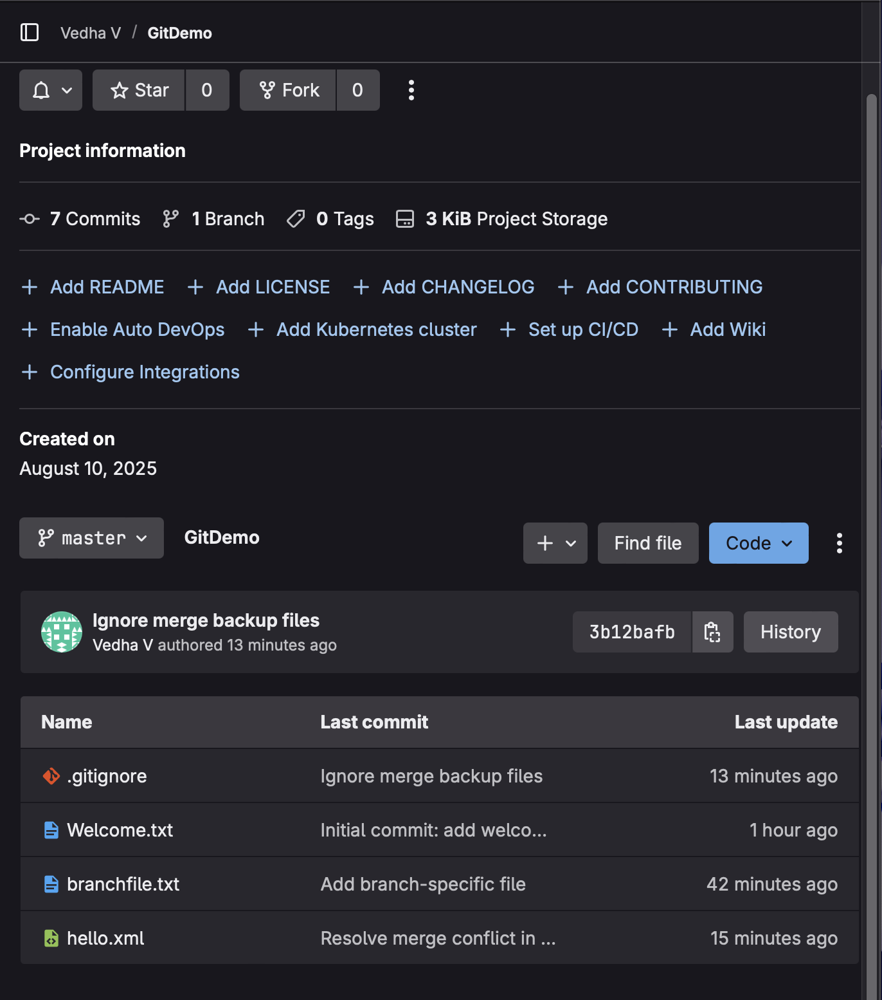 Vedha V / GitDemo
Star 0 Fork 0
Project information
7 Commits 1 Branch 0 Tags 3 KiB Project Storage
Add README Add LICENSE Add CHANGELOG Add CONTRIBUTING
Enable Auto DevOps Add Kubernetes cluster Set up CI/CD Add Wiki
Configure Integrations
Created on
August 10, 2025
master GitDemo Find file Code
Ignore merge backup files
Vedha V authored 13 minutes ago
3b12bafb History
Name Last commit Last update
.gitignore Ignore merge backup files 13 minutes ago
Welcome.txt Initial commit: add welco... 1 hour ago
branchfile.txt Add branch-specific file 42 minutes ago
hello.xml Resolve merge conflict in ... 15 minutes ago